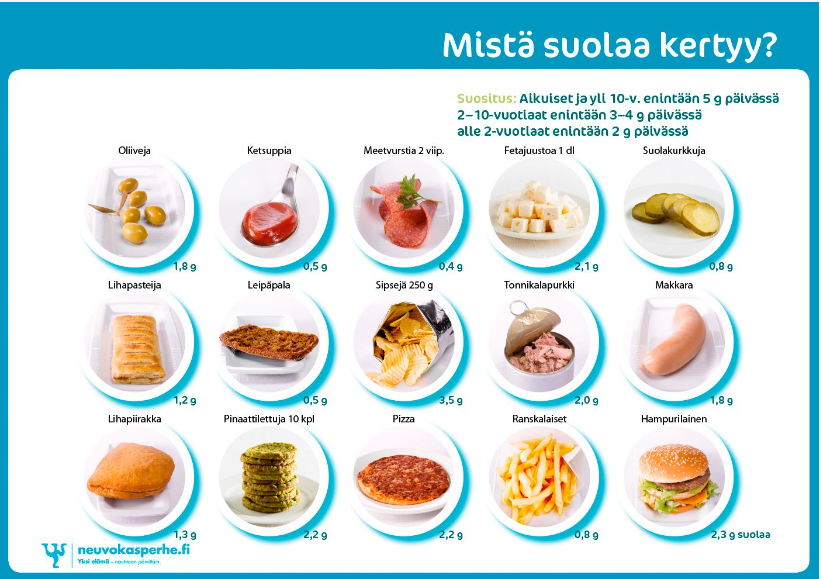 Mistä suolaa kertyy?
Suositus: Aikuiset ja yli 10-v. enintään 5 g päivässä
2–10-vuotiaat enintään 3–4 g päivässä
alle 2-vuotiaat enintään 2 g päivässä
Oliiveja Ketsuppia Meetvurstia 2 viip. Fetajuustoa 1 dl Suolakurkkuja
1,8 g 0,5 g 0,4 g 2,1 g 0,8 g
Lihapasteija Leipäpala Sipsejä 250 g Tonnikalapurkki Makkara
1,2 g 0,5 g 3,5 g 2,0 g 1,8 g
Lihapiirakka Pinaattilettuja 10 kpl Pizza Ranskalaiset Hampurilainen
1,3 g 2,2 g 2,2 g 0,8 g 2,3 g suolaa
neuvokasperhe.fi
Yksi elämä – nautitaan päivittäin.